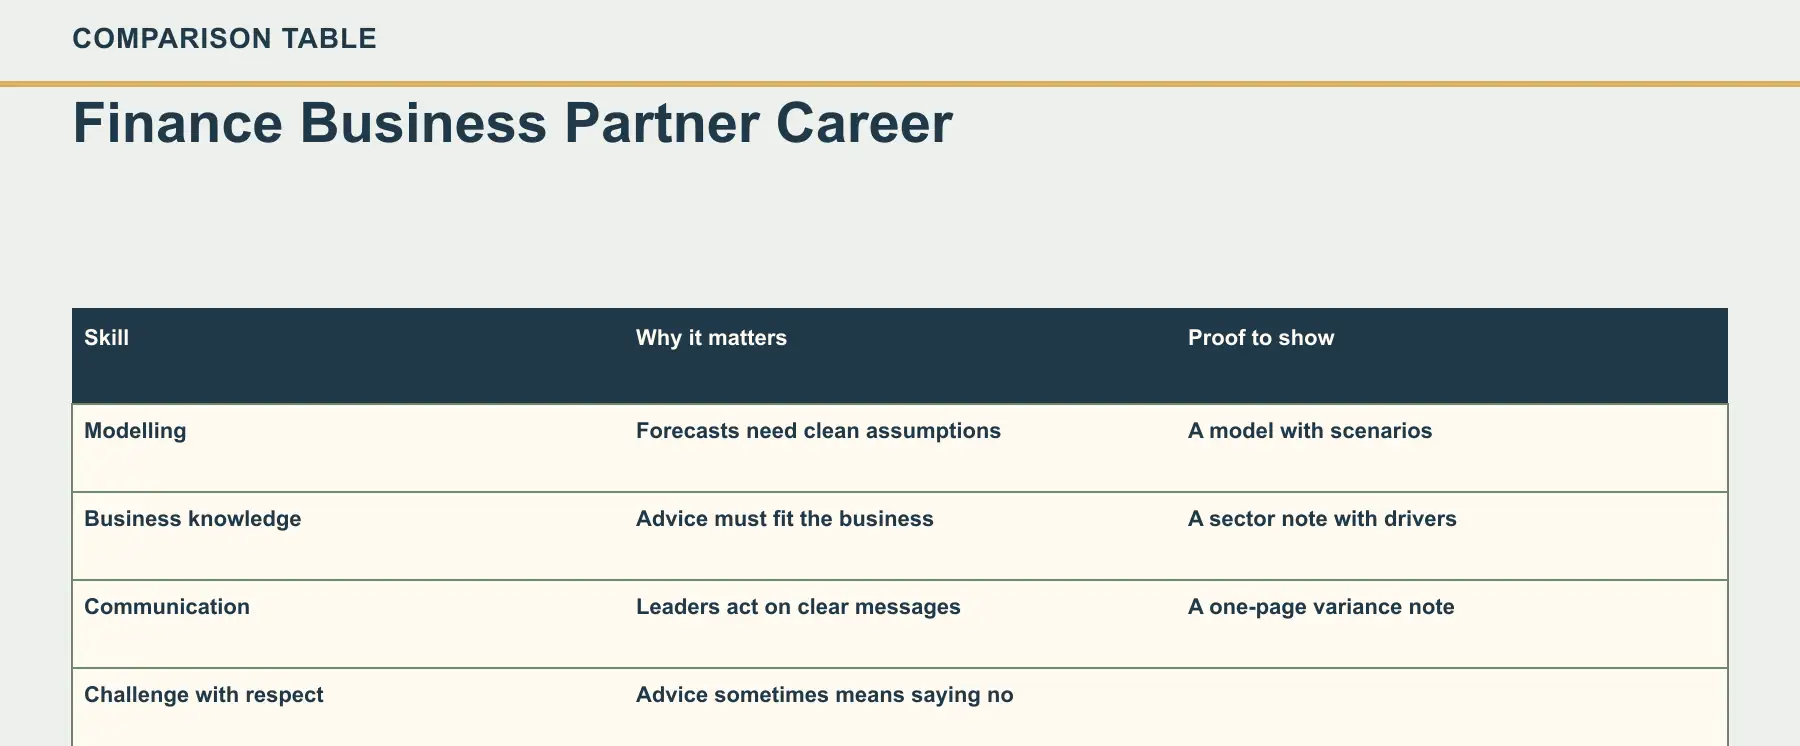 COMPARISON TABLE
Finance Business Partner Career
Skill Why it matters Proof to show
Modelling Forecasts need clean assumptions A model with scenarios
Business knowledge Advice must fit the business A sector note with drivers
Communication Leaders act on clear messages A one-page variance note
Challenge with respect Advice sometimes means saying no